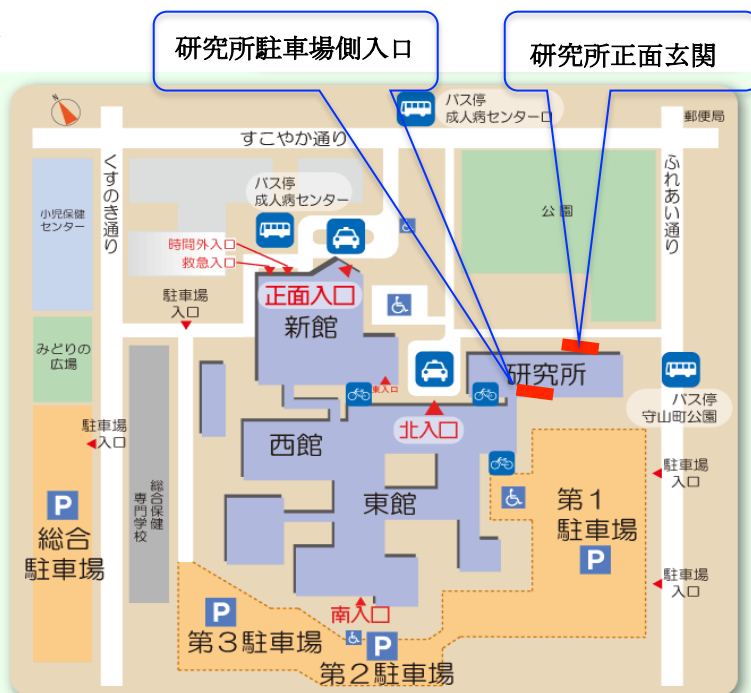 研究所駐車場側入口
研究所正面玄関
N
バス停
成人病センター口
郵便局
すこやか通り
くすのき通り
ふれあい通り
小児保健
センター
バス停
成人病センター
公園
時間外入口
救急入口
正面入口
駐車場
入口
新館
みどりの
広場
東入口
研究所
バス停
守山町公園
北入口
駐車場
入口
西館
総合保健
専門学校
東館
第1
駐車場
P
駐車場
入口
P
総合
駐車場
駐車場
入口
南入口
P
第3駐車場
P
第2駐車場